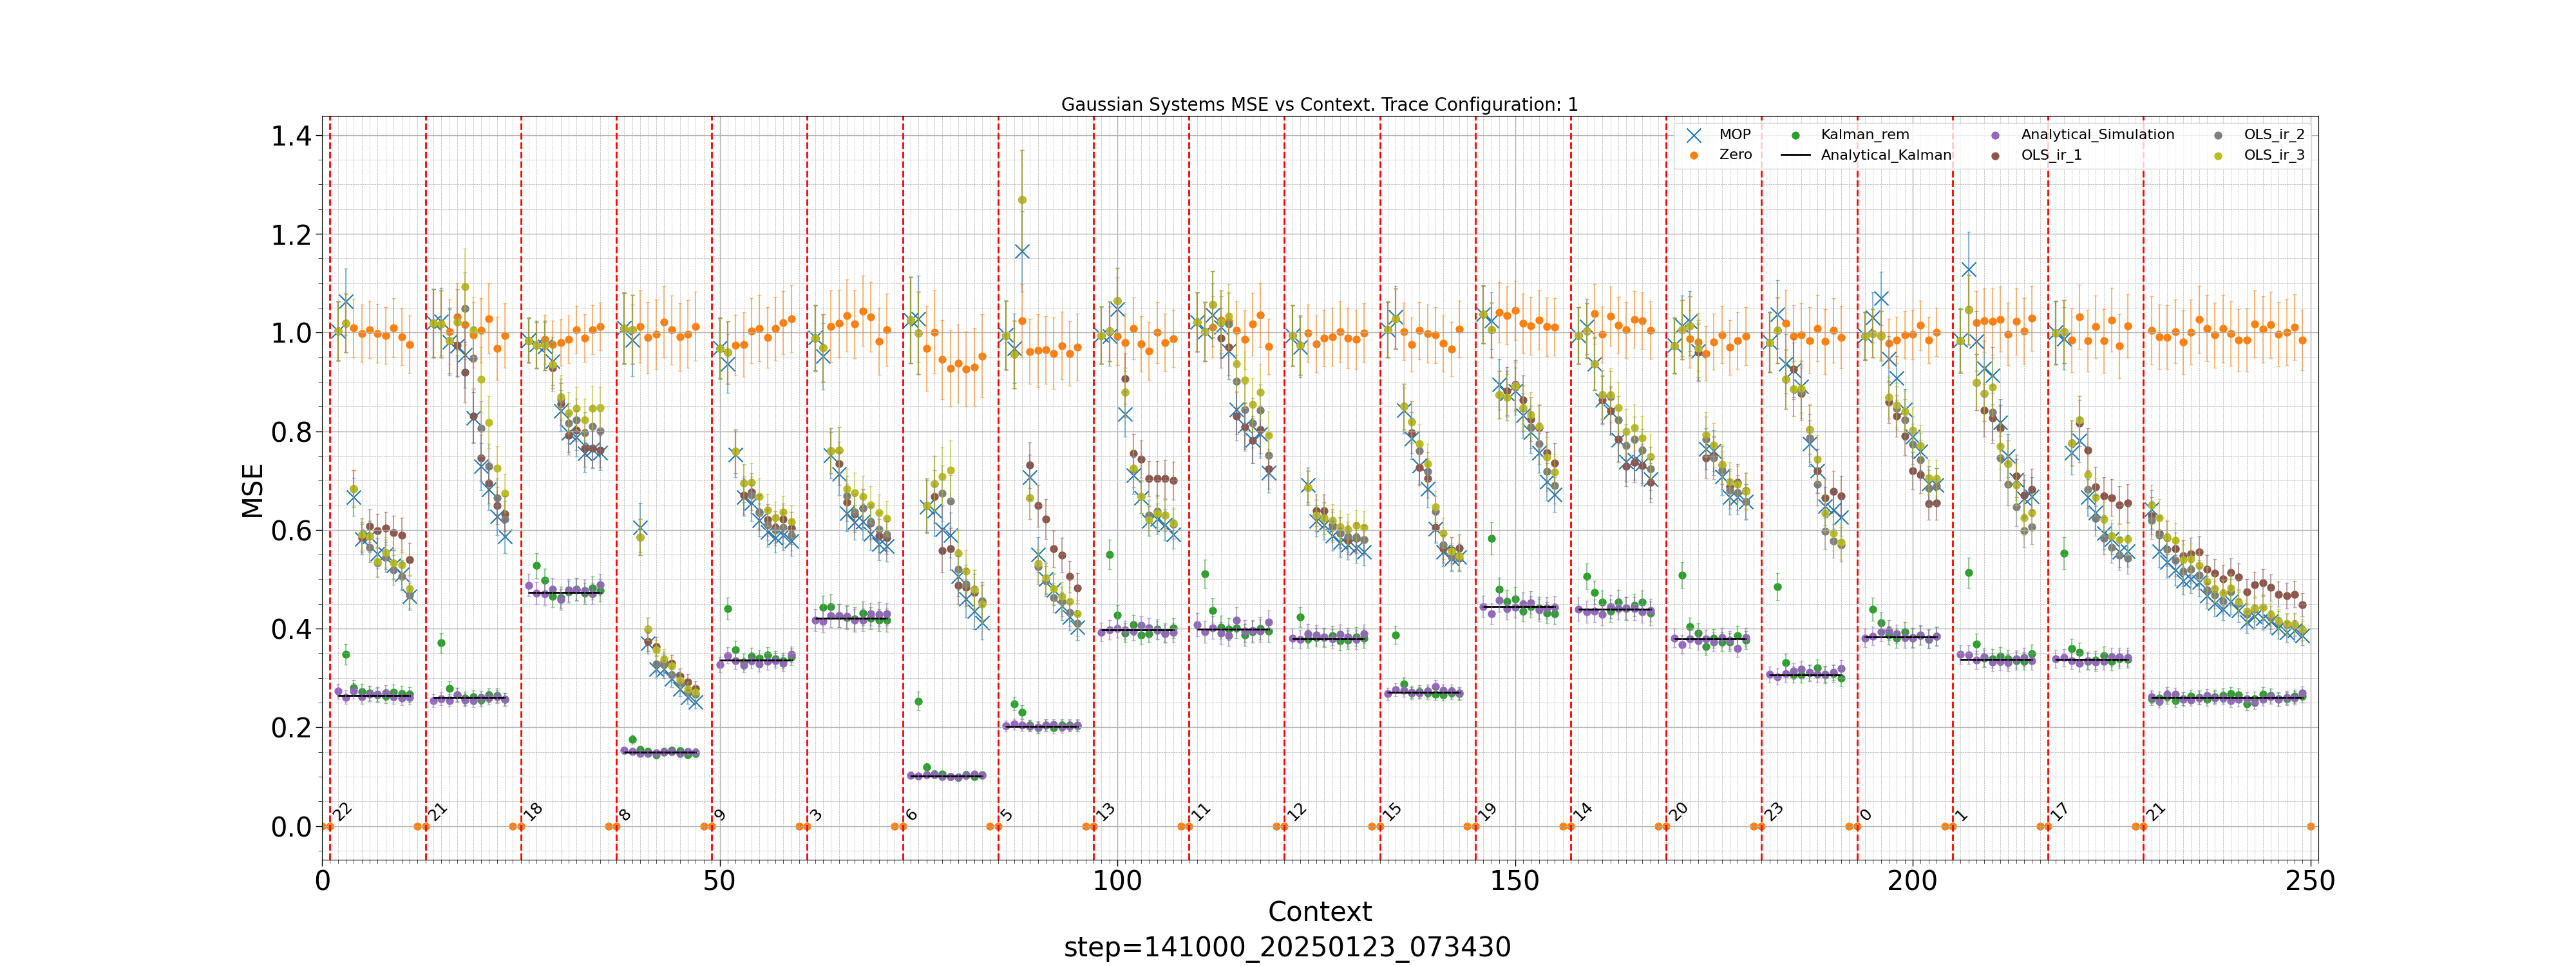 Gaussian Systems MSE vs Context. Trace Configuration: 1
MOP
Zero
Kalman_rem
Analytical_Kalman
Analytical_Simulation
OLS_ir_1
OLS_ir_2
OLS_ir_3
MSE
1.4
1.2
1.0
0.8
0.6
0.4
0.2
0.0
22 21 18 8 9 3 6 5 13 11 12 15 19 14 20 23 0 1 17 21
0 50 100 150 200 250
Context
step=141000_20250123_073430